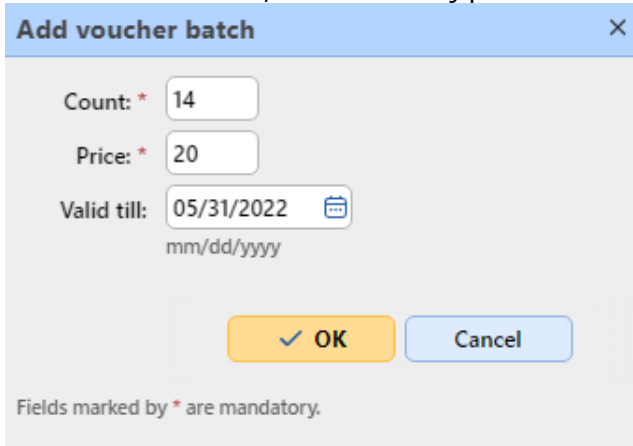 Add voucher batch
Count: * 14
Price: * 20
Valid till: 05/31/2022
mm/dd/yyyy
OK Cancel
Fields marked by * are mandatory.